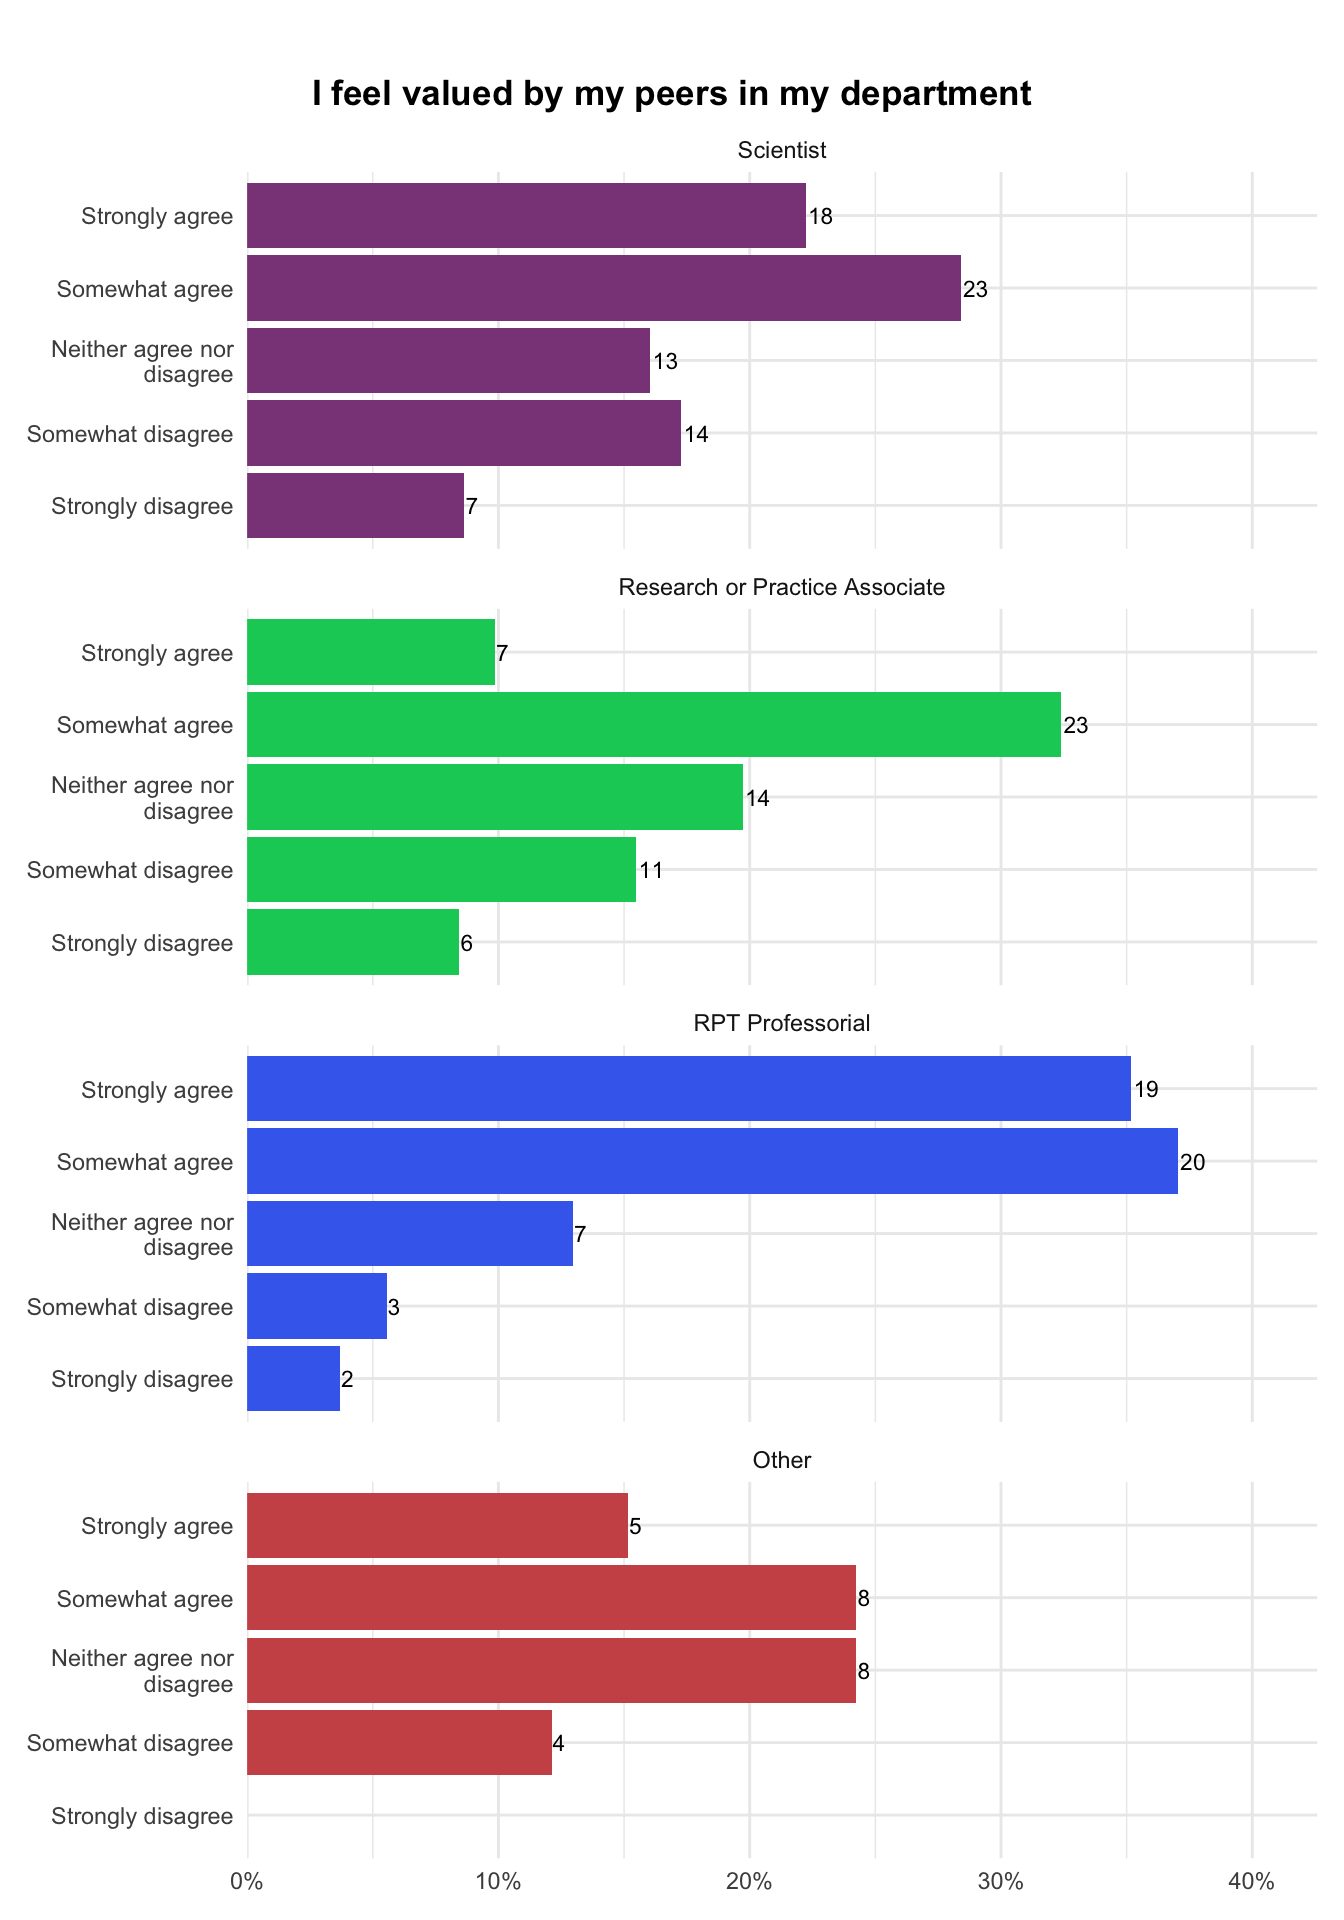 I feel valued by my peers in my department
Scientist
Strongly agree
18
Somewhat agree
23
Neither agree nor
disagree
13
Somewhat disagree
14
Strongly disagree
7
Research or Practice Associate
Strongly agree
7
Somewhat agree
23
Neither agree nor
disagree
14
Somewhat disagree
11
Strongly disagree
6
RPT Professorial
Strongly agree
19
Somewhat agree
20
Neither agree nor
disagree
7
Somewhat disagree
3
Strongly disagree
2
Other
Strongly agree
5
Somewhat agree
8
Neither agree nor
disagree
8
Somewhat disagree
4
Strongly disagree
0% 10% 20% 30% 40%